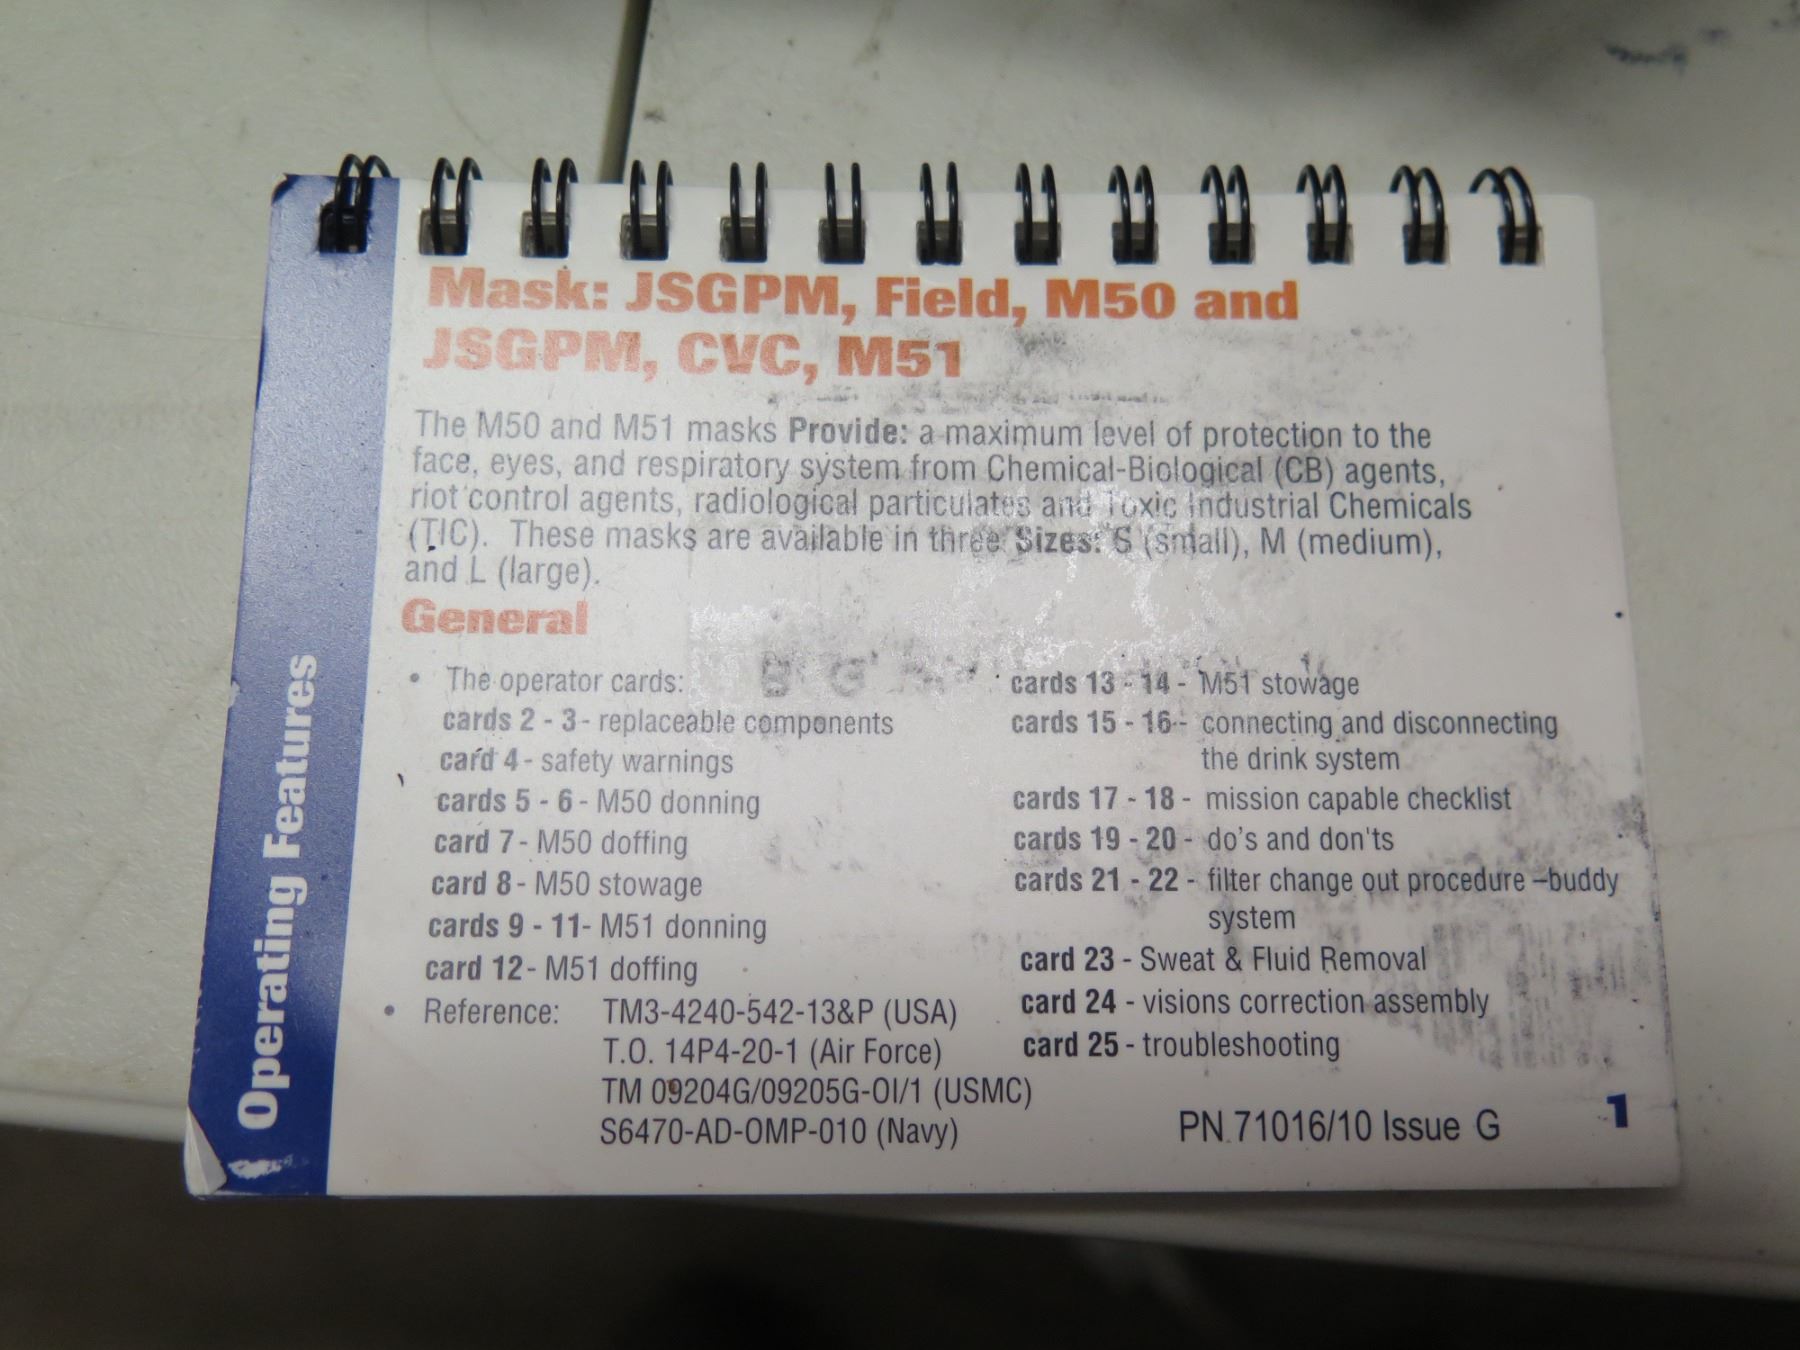 Operating Features
Mask: JSGPM, Field, M50 and
JSGPM, CVC, M51
The M50 and M51 masks Provide: a maximum level of protection to the
face, eyes, and respiratory system from Chemical-Biological (CB) agents,
riot control agents, radiological particulates and Toxic Industrial Chemicals
(TIC). These masks are available in three Sizes: S (small), M (medium),
and L (large).
General
• The operator cards:
cards 2 - 3 - replaceable components
card 4 - safety warnings
cards 5 - 6 - M50 donning
card 7 - M50 doffing
card 8 - M50 stowage
cards 9 - 11- M51 donning
card 12- M51 doffing
cards 13 - 14 - M51 stowage
cards 15 - 16 - connecting and disconnecting
the drink system
cards 17 - 18 - mission capable checklist
cards 19 - 20 - do's and don'ts
cards 21 - 22 - filter change out procedure –buddy
system
card 23 - Sweat & Fluid Removal
card 24 - visions correction assembly
card 25 - troubleshooting
• Reference: TM3-4240-542-13&P (USA)
T.O. 14P4-20-1 (Air Force)
TM 09204G/09205G-OI/1 (USMC)
S6470-AD-OMP-010 (Navy)
PN 71016/10 Issue G
1